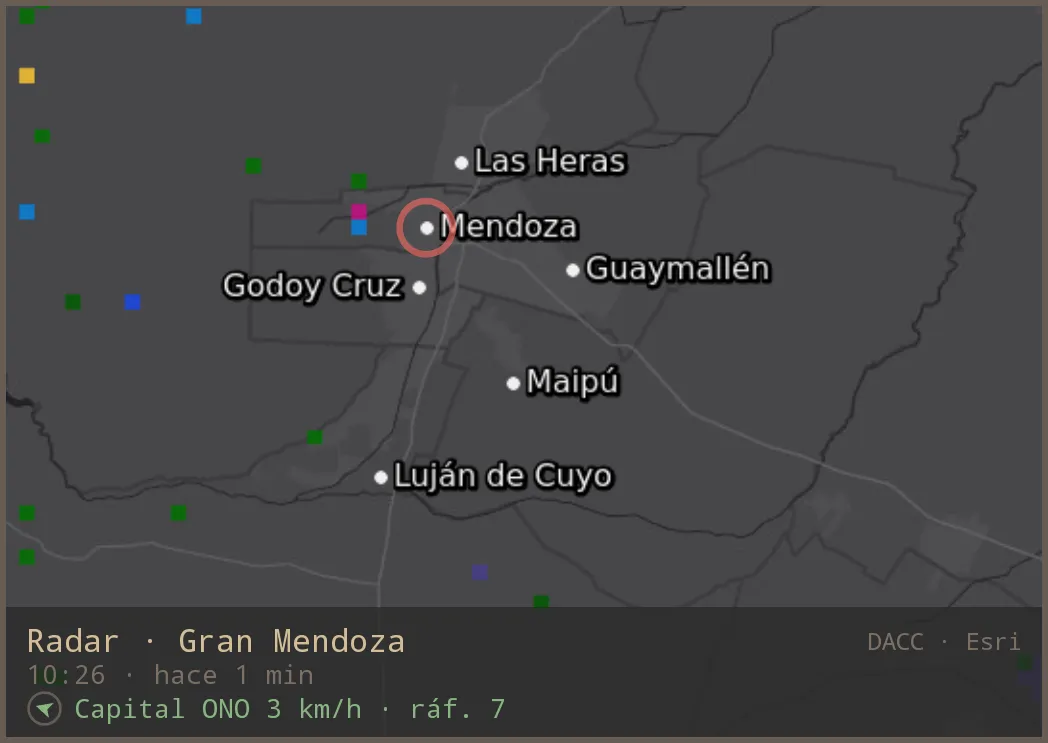 Las Heras
Mendoza
Guaymallén
Godoy Cruz
Maipú
Luján de Cuyo
Radar · Gran Mendoza
DACC · Esri
10:26 · hace 1 min
Capital ONO 3 km/h · ráf. 7